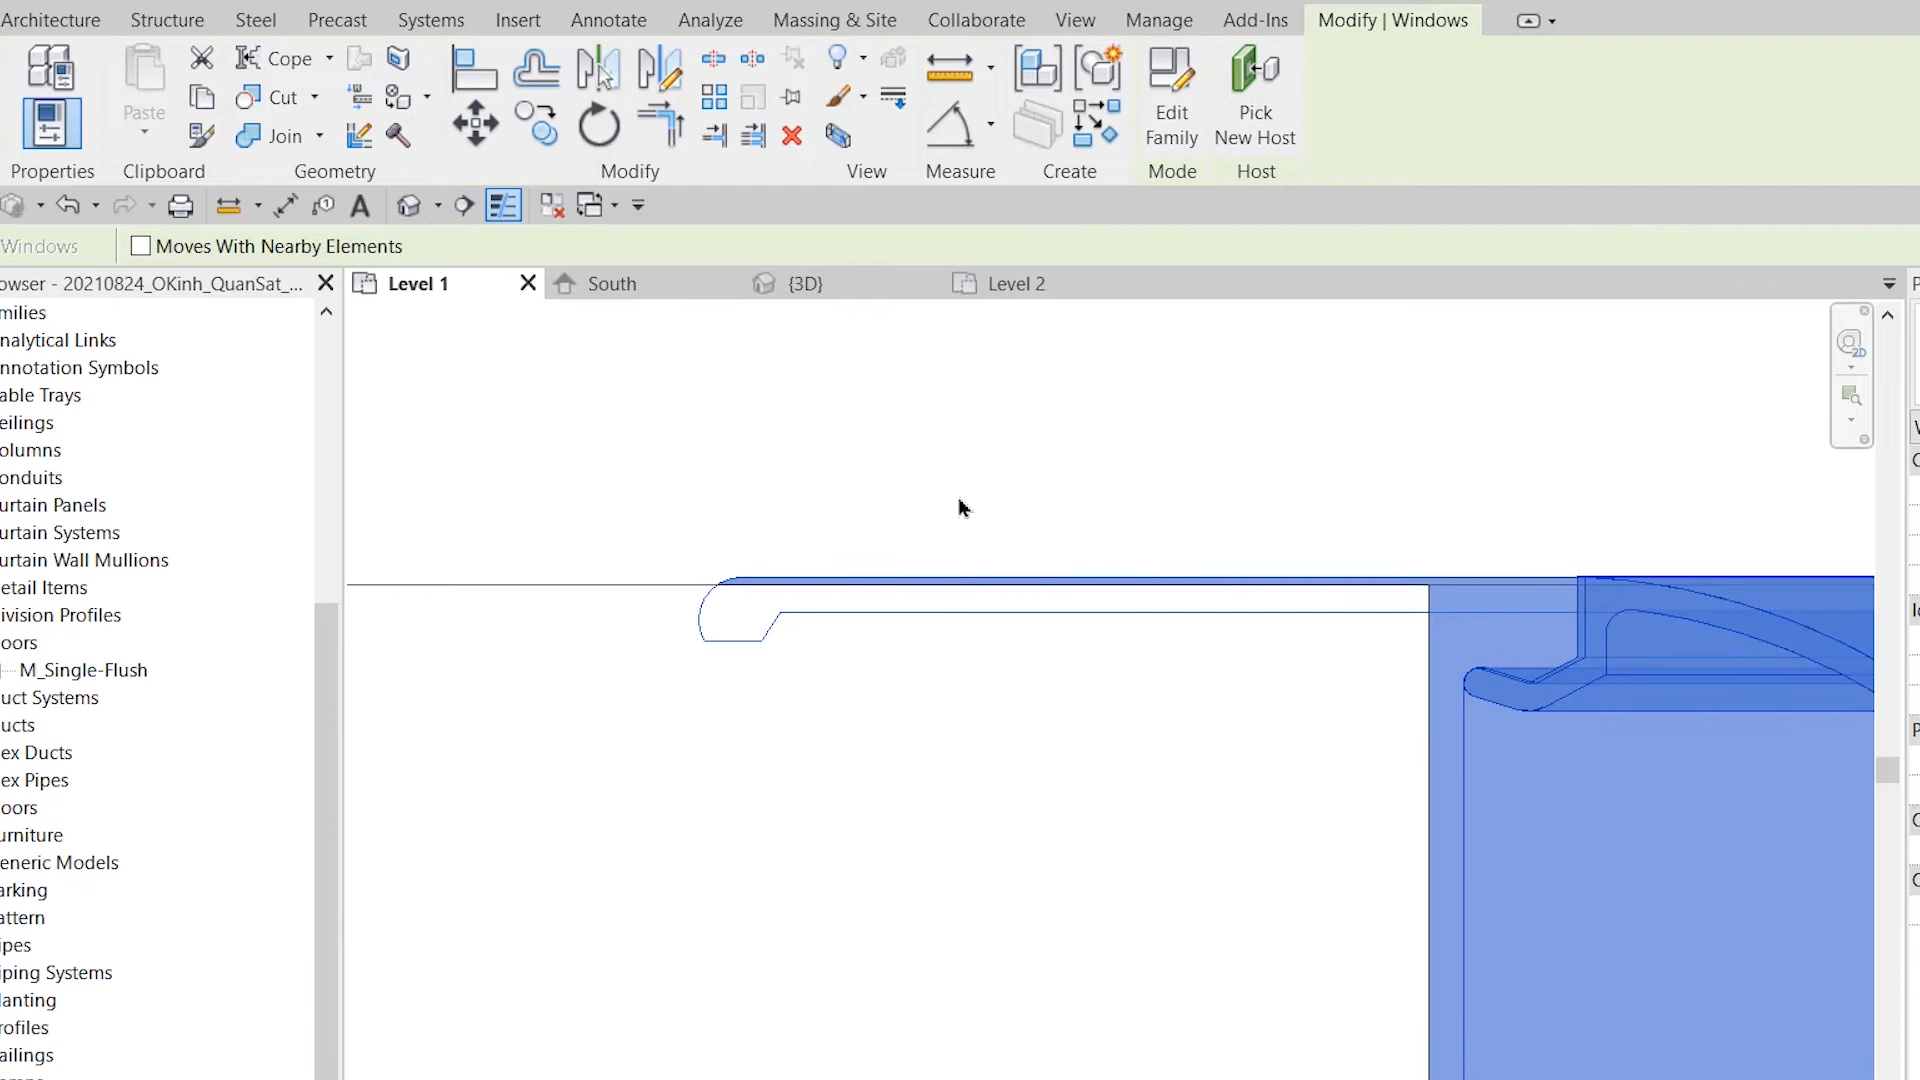 Architecture Structure Steel Precast Systems Insert Annotate Analyze Massing & Site Collaborate View Manage Add-Ins Modify | Windows
Cope
Paste
Cut
Join
Edit
Family
Pick
New Host
Properties Clipboard Geometry Modify View Measure Create Mode Host
Windows
Moves With Nearby Elements
owser - 20210824_OKinh_QuanSat_...
Level 1 South {3D} Level 2
milies
nalytical Links
nnotation Symbols
able Trays
eilings
olumns
onduits
urtain Panels
urtain Systems
urtain Wall Mullions
etail Items
ivision Profiles
oors
M_Single-Flush
uct Systems
ucts
ex Ducts
ex Pipes
oors
urniture
eneric Models
arking
attern
ipes
iping Systems
lanting
rofiles
ailings
2D